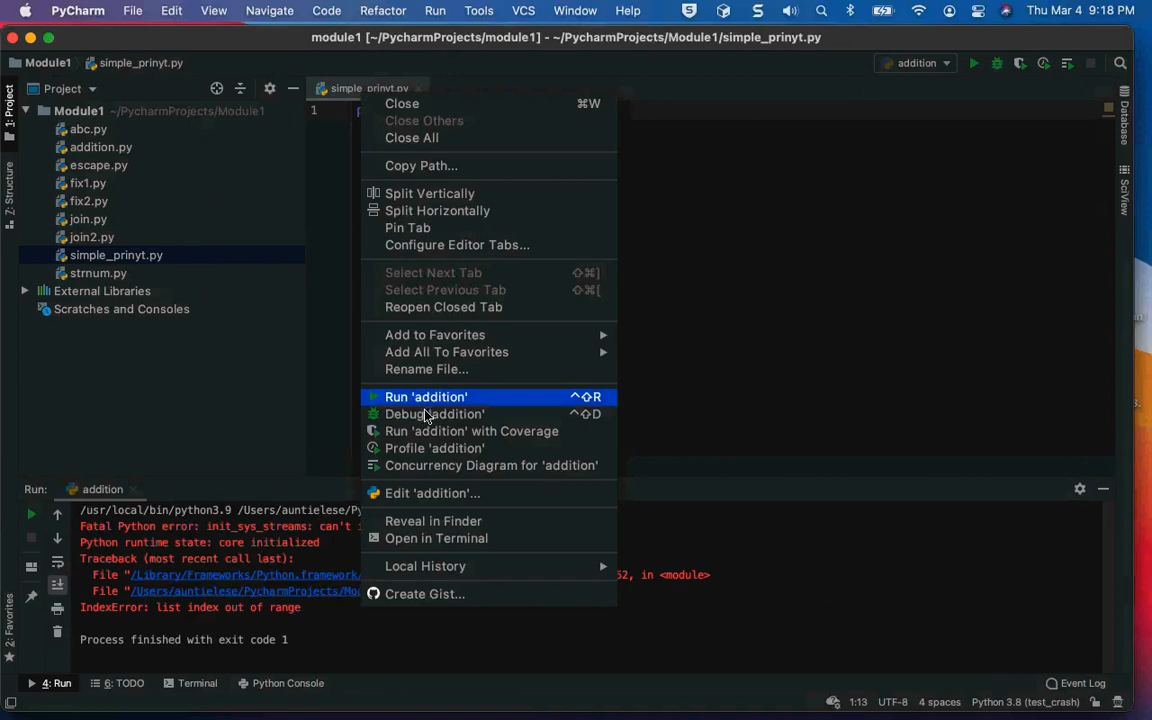 PyCharm File Edit View Navigate Code Refactor Run Tools VCS Window Help Thu Mar 4 9:18 PM
module1 [~/PycharmProjects/module1] - ~/PycharmProjects/Module1/simple_prinyt.py
Module1 simple_prinyt.py addition
Project simple_prinyt.py
Module1 ~/PycharmProjects/Module1
abc.py
addition.py
escape.py
fix1.py
fix2.py
join.py
join2.py
simple_prinyt.py
strnum.py
External Libraries
Scratches and Consoles
1: Project
7: Structure
2: Favorites
Database
SciView
1
Close ⌘W
Close Others
Close All
Copy Path...
Split Vertically
Split Horizontally
Pin Tab
Configure Editor Tabs...
Select Next Tab ⇧⌘]
Select Previous Tab ⇧⌘[
Reopen Closed Tab
Add to Favorites
Add All To Favorites
Rename File...
Run 'addition' ^⇧R
Debug 'addition' ^⇧D
Run 'addition' with Coverage
Profile 'addition'
Concurrency Diagram for 'addition'
Edit 'addition'...
Reveal in Finder
Open in Terminal
Local History
Create Gist...
Run: addition
/usr/local/bin/python3.9 /Users/auntielese/Py
Fatal Python error: init_sys_streams: can't
Python runtime state: core initialized
Traceback (most recent call last):
File "/Library/Frameworks/Python.framework/ 52, in <module>
File "/Users/auntielese/PycharmProjects/Mo
IndexError: list index out of range
Process finished with exit code 1
4: Run 6: TODO Terminal Python Console Event Log
1:13 UTF-8 4 spaces Python 3.8 (test_crash)